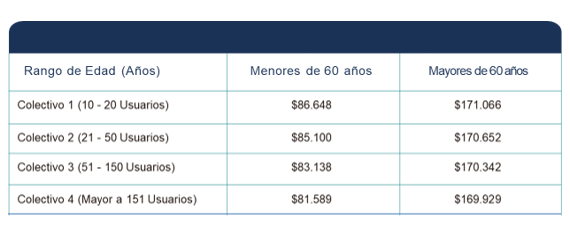 Rango de Edad (Años) Menores de 60 años Mayores de 60 años
Colectivo 1 (10 - 20 Usuarios) $86.648 $171.066
Colectivo 2 (21 - 50 Usuarios) $85.100 $170.652
Colectivo 3 (51 - 150 Usuarios) $83.138 $170.342
Colectivo 4 (Mayor a 151 Usuarios) $81.589 $169.929